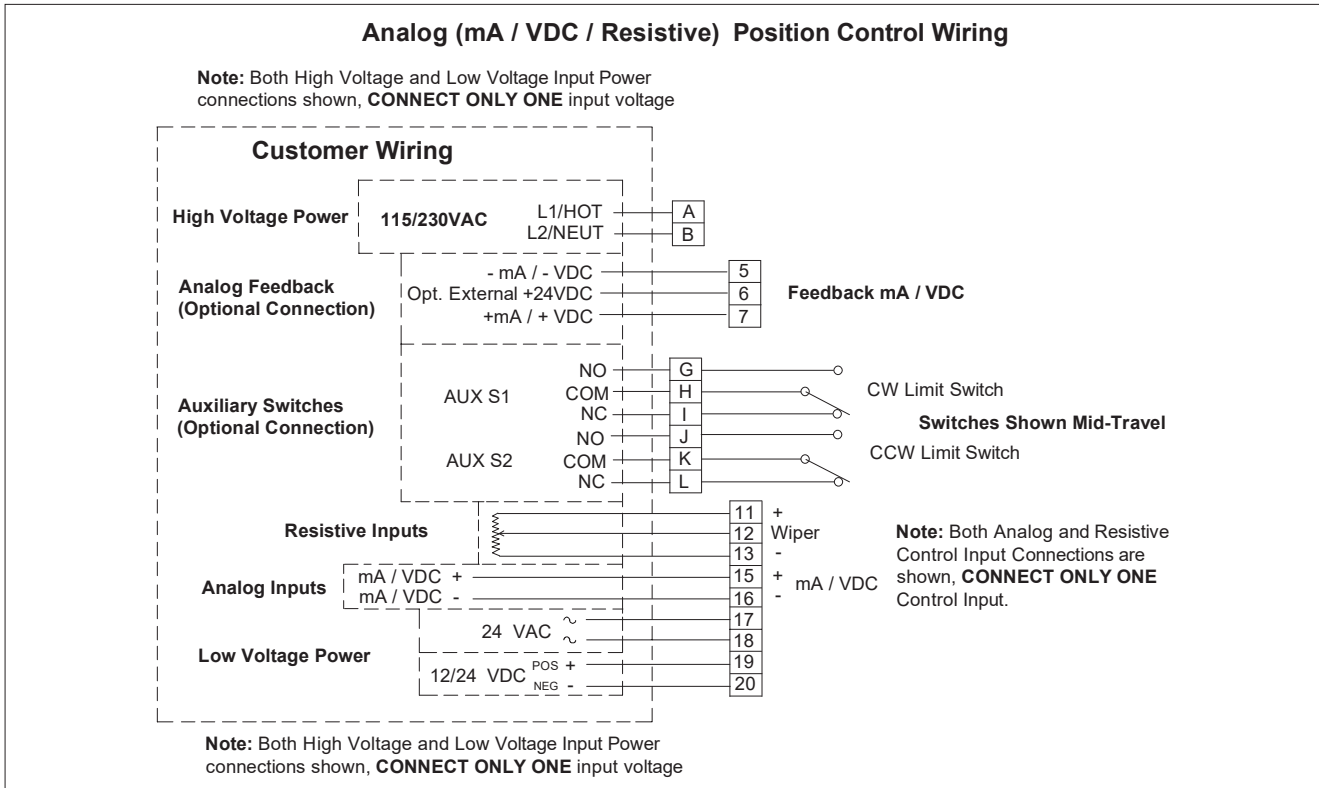 Analog (mA / VDC / Resistive) Position Control Wiring
Note: Both High Voltage and Low Voltage Input Power
connections shown, CONNECT ONLY ONE input voltage
Customer Wiring
High Voltage Power
115/230VAC
L1/HOT
A
L2/NEUT
B
Analog Feedback
(Optional Connection)
- mA / - VDC
5
Opt. External +24VDC
6
+mA / + VDC
7
Feedback mA / VDC
Auxiliary Switches
(Optional Connection)
AUX S1
NO
G
COM
H
NC
I
CW Limit Switch
Switches Shown Mid-Travel
AUX S2
NO
J
COM
K
NC
L
CCW Limit Switch
Resistive Inputs
11 +
12 Wiper
13 -
Analog Inputs
mA / VDC +
15 +
mA / VDC -
16 -
mA / VDC
Note: Both Analog and Resistive
Control Input Connections are
shown, CONNECT ONLY ONE
Control Input.
Low Voltage Power
24 VAC
~
17
~
18
12/24 VDC
POS +
19
NEG -
20
Note: Both High Voltage and Low Voltage Input Power
connections shown, CONNECT ONLY ONE input voltage